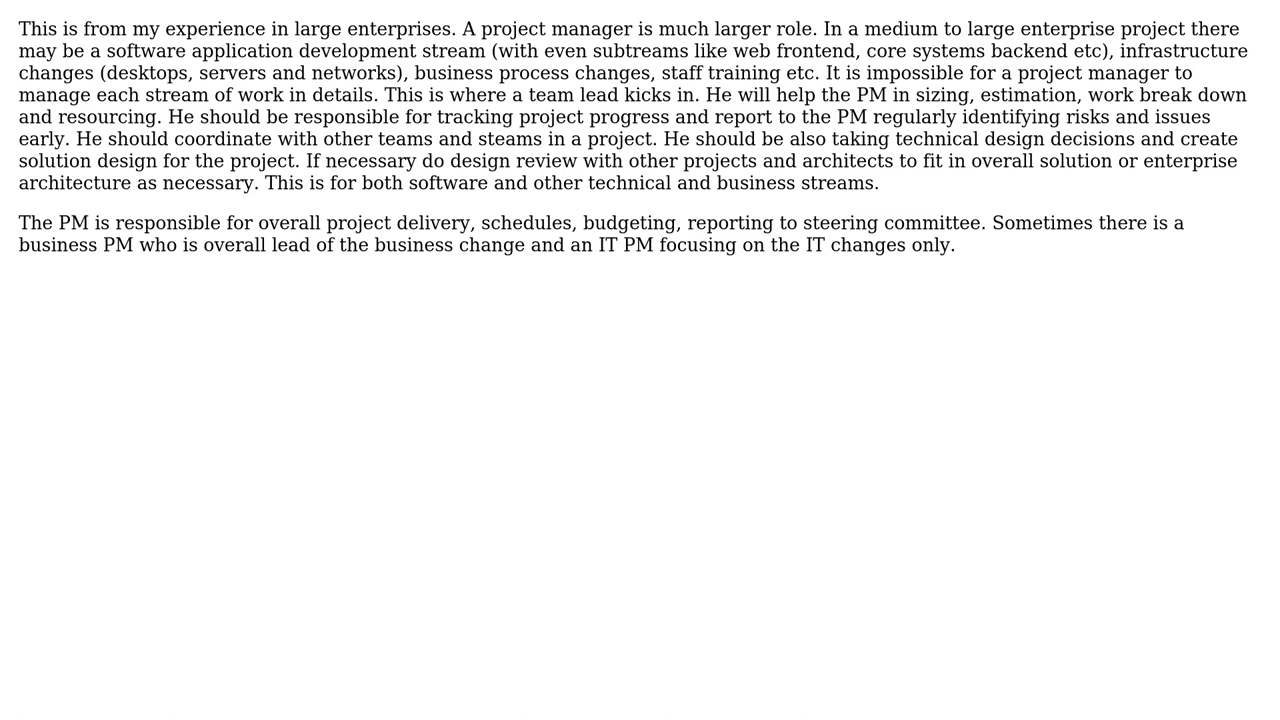 This is from my experience in large enterprises. A project manager is much larger role. In a medium to large enterprise project there
may be a software application development stream (with even subtreams like web frontend, core systems backend etc), infrastructure
changes (desktops, servers and networks), business process changes, staff training etc. It is impossible for a project manager to
manage each stream of work in details. This is where a team lead kicks in. He will help the PM in sizing, estimation, work break down
and resourcing. He should be responsible for tracking project progress and report to the PM regularly identifying risks and issues
early. He should coordinate with other teams and steams in a project. He should be also taking technical design decisions and create
solution design for the project. If necessary do design review with other projects and architects to fit in overall solution or enterprise
architecture as necessary. This is for both software and other technical and business streams.
The PM is responsible for overall project delivery, schedules, budgeting, reporting to steering committee. Sometimes there is a
business PM who is overall lead of the business change and an IT PM focusing on the IT changes only.